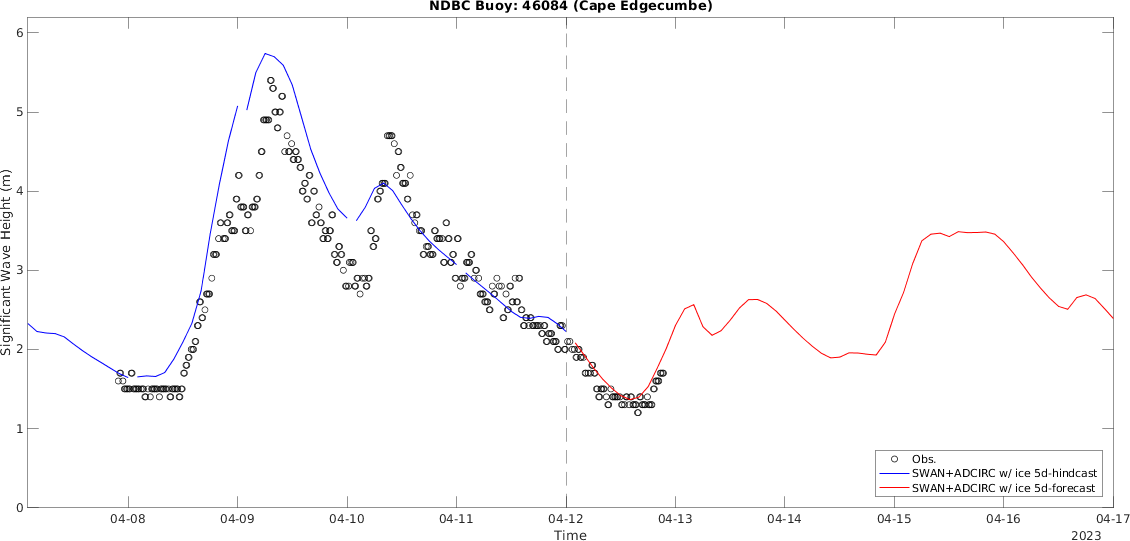 NDBC Buoy: 46084 (Cape Edgecumbe)
6
5
4
3
2
1
0
Significant Wave Height (m)
Obs.
SWAN+ADCIRC w/ ice 5d-hindcast
SWAN+ADCIRC w/ ice 5d-forecast
04-08 04-09 04-10 04-11 04-12 04-13 04-14 04-15 04-16 04-17
Time
2023